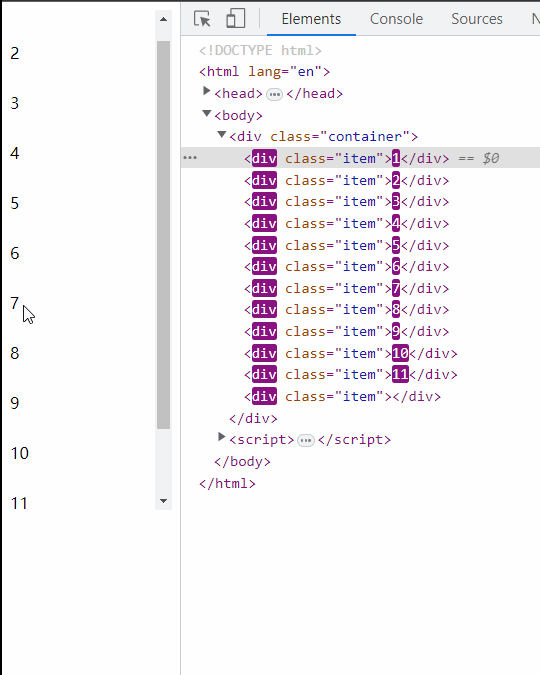 2
3
4
5
6
7
8
9
10
11
Elements Console Sources N
<!DOCTYPE html>
<html lang="en">
<head> ••• </head>
<body>
<div class="container">
••• <div class="item">1</div> == $0
<div class="item">2</div>
<div class="item">3</div>
<div class="item">4</div>
<div class="item">5</div>
<div class="item">6</div>
<div class="item">7</div>
<div class="item">8</div>
<div class="item">9</div>
<div class="item">10</div>
<div class="item">11</div>
<div class="item"></div>
</div>
<script> ••• </script>
</body>
</html>